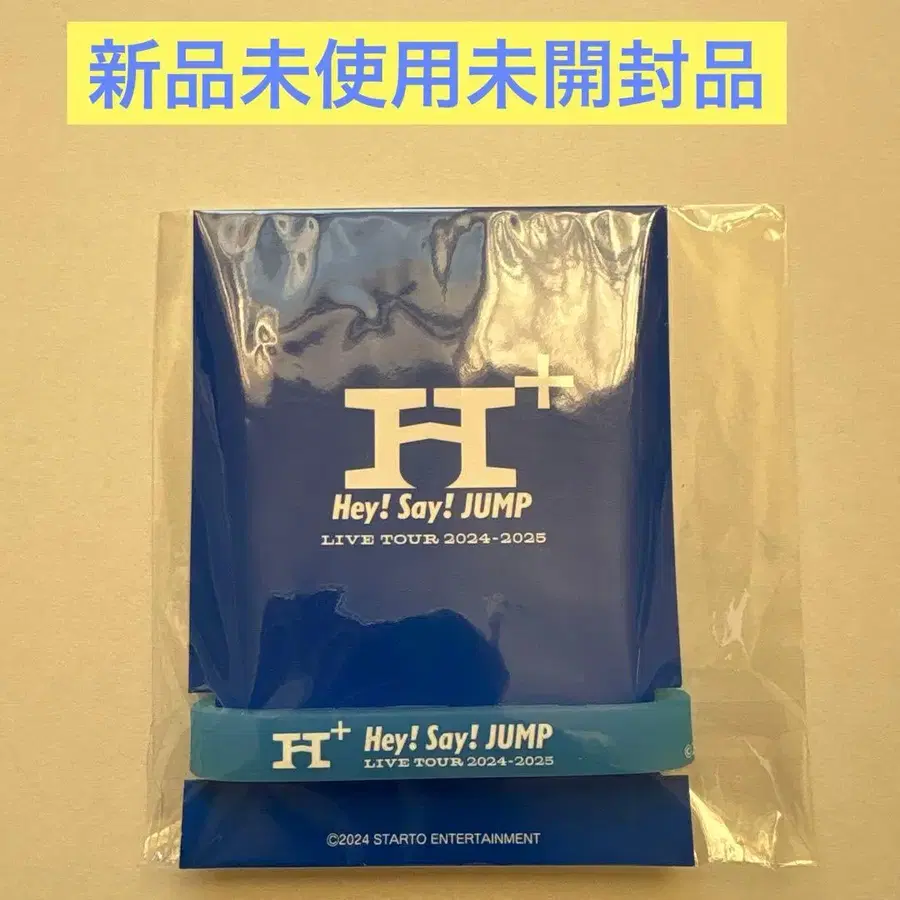 新品未使用未開封品
H+
Hey! Say! JUMP
LIVE TOUR 2024-2025
H+ Hey! Say! JUMP
LIVE TOUR 2024-2025
©2024 STARTO ENTERTAINMENT